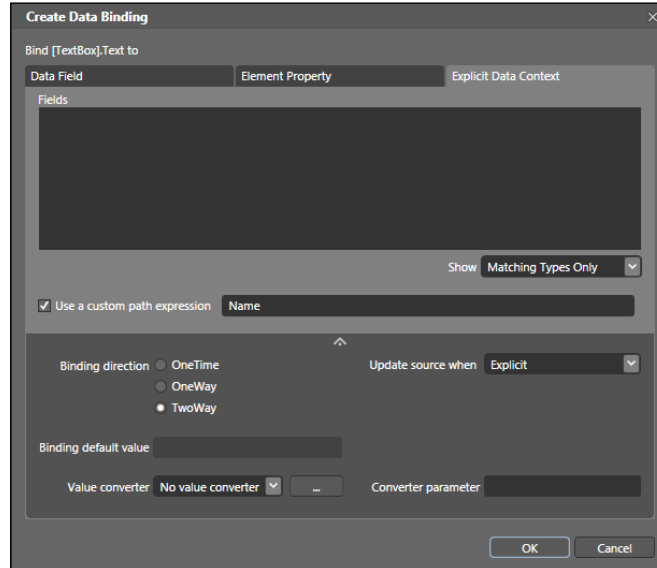 Create Data Binding
Bind [TextBox].Text to
Data Field Element Property Explicit Data Context
Fields
Show Matching Types Only
Use a custom path expression Name
Binding direction OneTime Update source when Explicit
OneWay
TwoWay
Binding default value
Value converter No value converter ... Converter parameter
OK Cancel